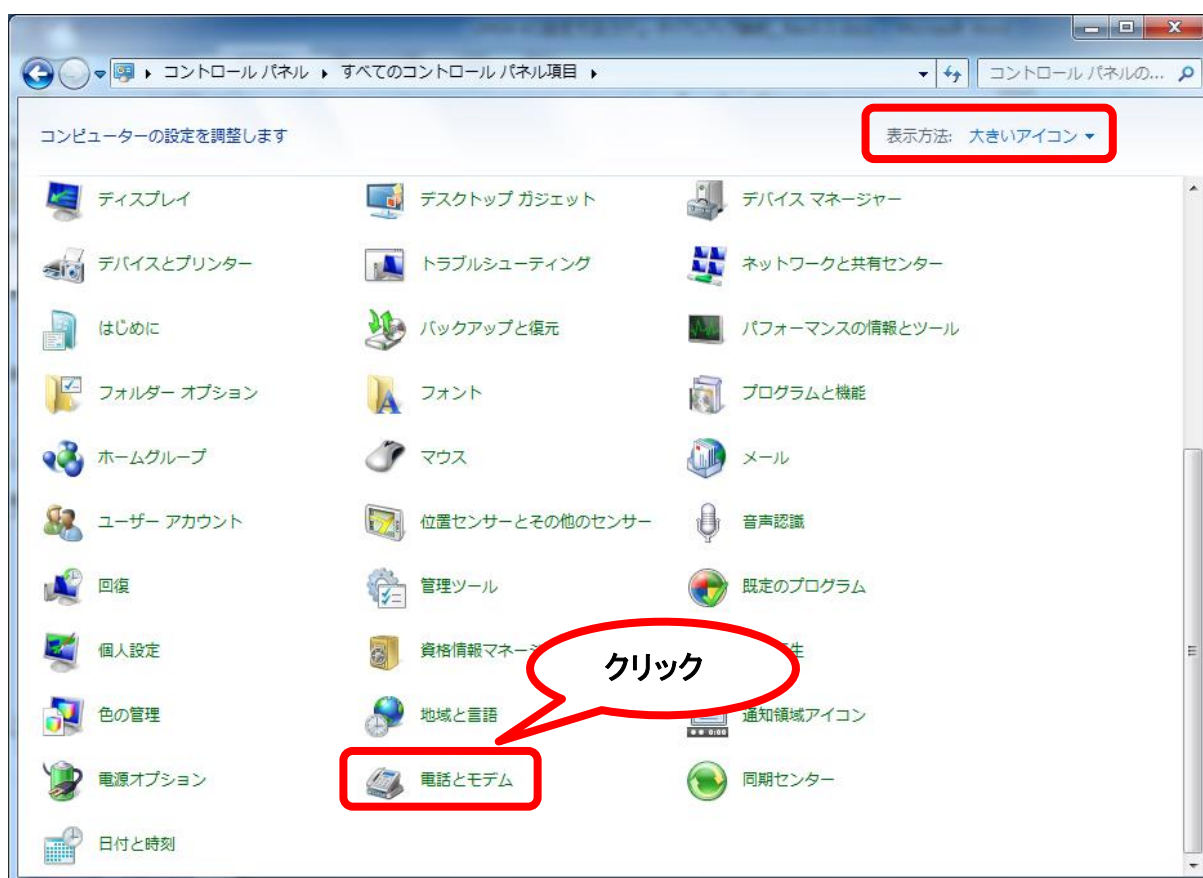 コントロール パネル ▸ すべてのコントロール パネル項目 ▸
コントロール パネルの...
コンピューターの設定を調整します
表示方法: 大きいアイコン
ディスプレイ
デスクトップ ガジェット
デバイス マネージャー
デバイスとプリンター
トラブルシューティング
ネットワークと共有センター
はじめに
バックアップと復元
パフォーマンスの情報とツール
フォルダー オプション
フォント
プログラムと機能
ホームグループ
マウス
メール
ユーザー アカウント
位置センサーとその他のセンサー
音声認識
回復
管理ツール
既定のプログラム
個人設定
資格情報マネー
生
クリック
色の管理
地域と言語
通知領域アイコン
電源オプション
電話とモデム
同期センター
日付と時刻